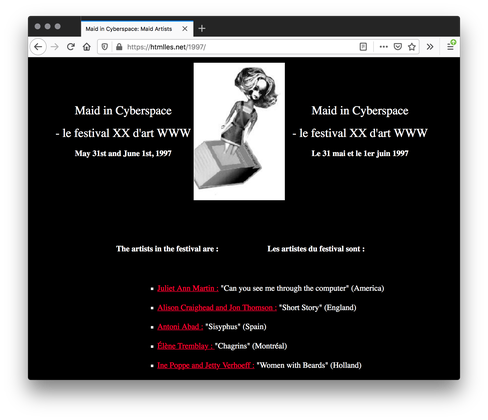 Maid in Cyberspace: Maid Artists
https://htmlles.net/1997/
Maid in Cyberspace
- le festival XX d'art WWW
May 31st and June 1st, 1997
Maid in Cyberspace
- le festival XX d'art WWW
Le 31 mai et le 1er juin 1997
The artists in the festival are :
Les artistes du festival sont :
Juliet Ann Martin : "Can you see me through the computer" (America)
Alison Craighead and Jon Thomson : "Short Story" (England)
Antoni Abad : "Sisyphus" (Spain)
Élène Tremblay : "Chagrins" (Montréal)
Ine Poppe and Jetty Verhoeff : "Women with Beards" (Holland)